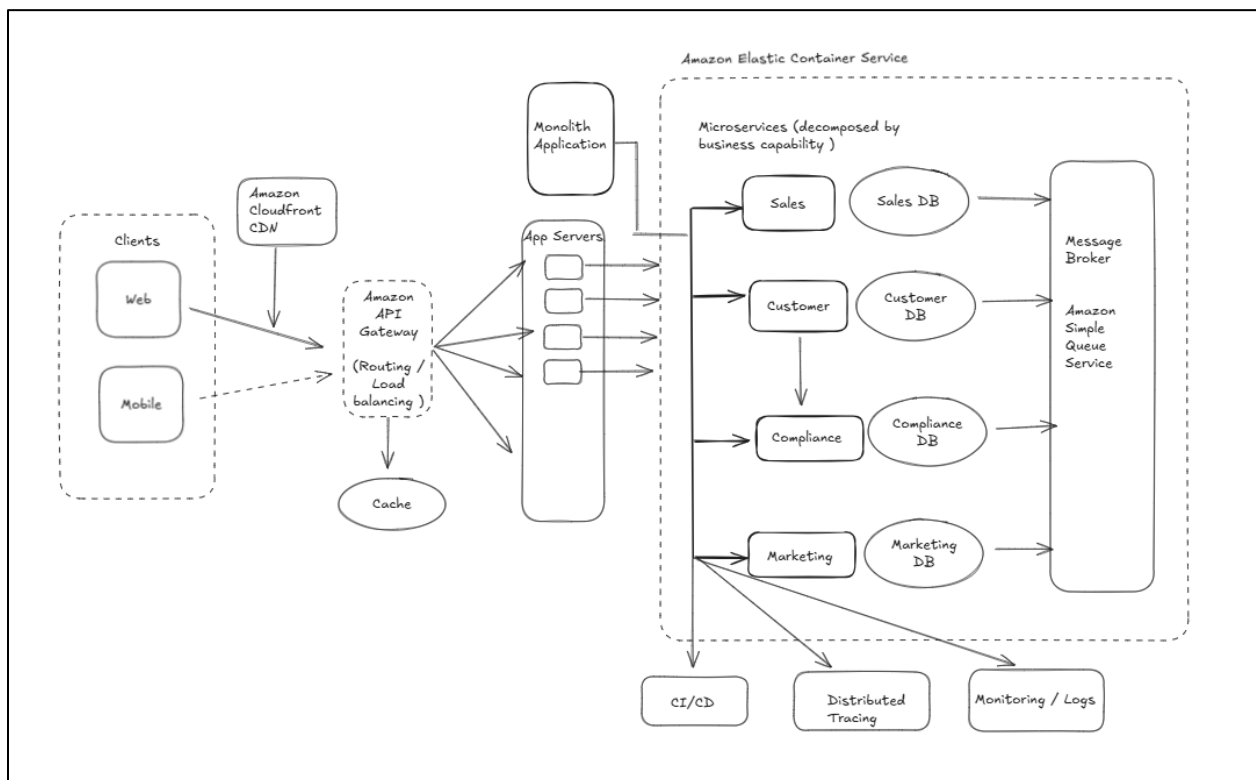 Amazon Elastic Container Service
Monolith
Application
Microservices (decomposed by
business capability )
Amazon
Cloudfront
CDN
Sales
Sales DB
Clients
App Servers
Message
Broker
Web
Amazon
API
Gateway
Customer
Customer
DB
Amazon
Simple
Queue
Service
(Routing /
Load
balancing )
Mobile
Compliance
Compliance
DB
Cache
Marketing
Marketing
DB
CI/CD
Distributed
Tracing
Monitoring / Logs